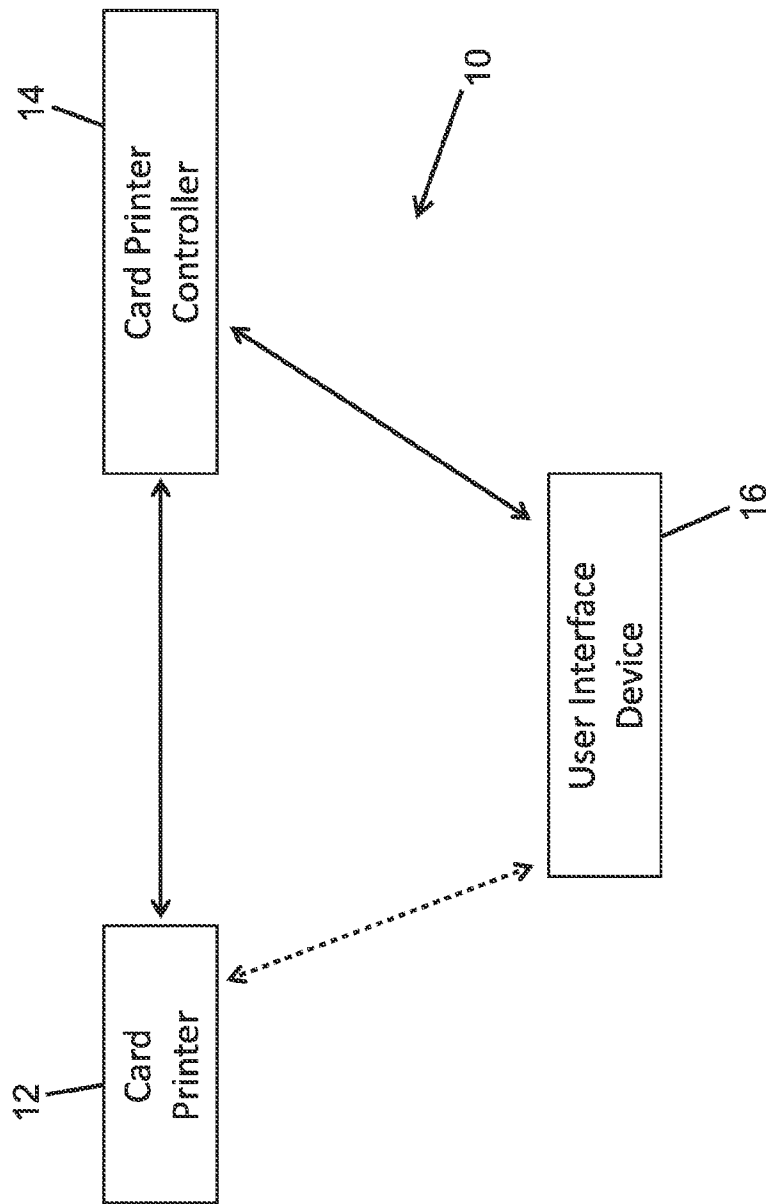 12
Card
Printer
14
Card Printer
Controller
10
User Interface
Device
16